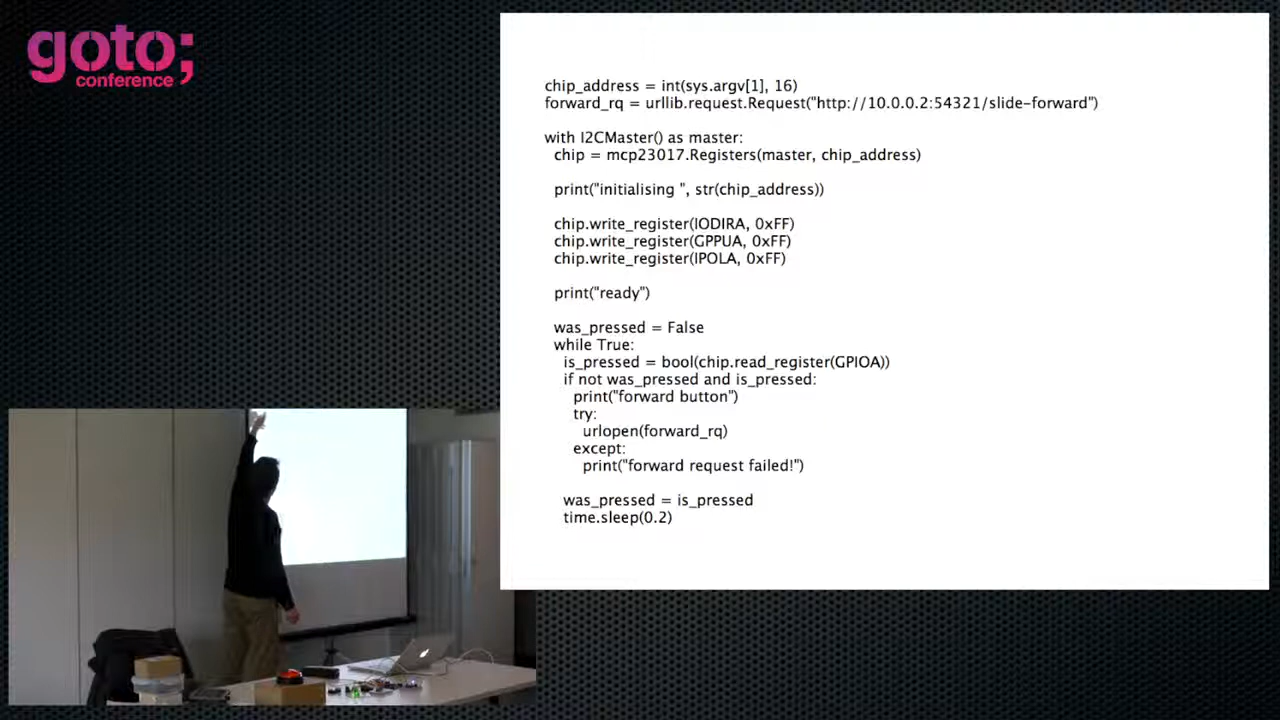 goto;
conference
chip_address = int(sys.argv[1], 16)
forward_rq = urllib.request.Request("http://10.0.0.2:54321/slide-forward")
with I2CMaster() as master:
chip = mcp23017.Registers(master, chip_address)
print("initialising ", str(chip_address))
chip.write_register(IODIRA, 0xFF)
chip.write_register(GPPUA, 0xFF)
chip.write_register(IPOLA, 0xFF)
print("ready")
was_pressed = False
while True:
is_pressed = bool(chip.read_register(GPIOA))
if not was_pressed and is_pressed:
print("forward button")
try:
urlopen(forward_rq)
except:
print("forward request failed!")
was_pressed = is_pressed
time.sleep(0.2)